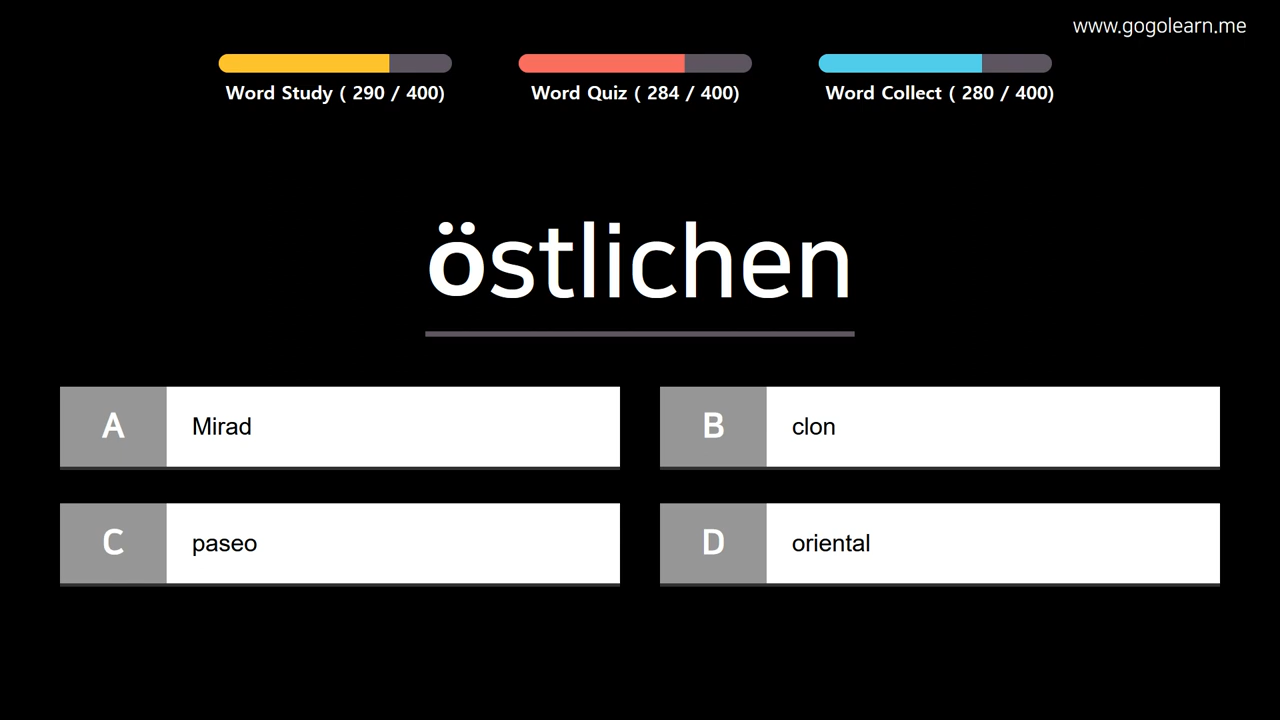 www.gogolearn.me
Word Study ( 290 / 400)
Word Quiz ( 284 / 400)
Word Collect ( 280 / 400)
östlichen
A
Mirad
B
clon
C
paseo
D
oriental